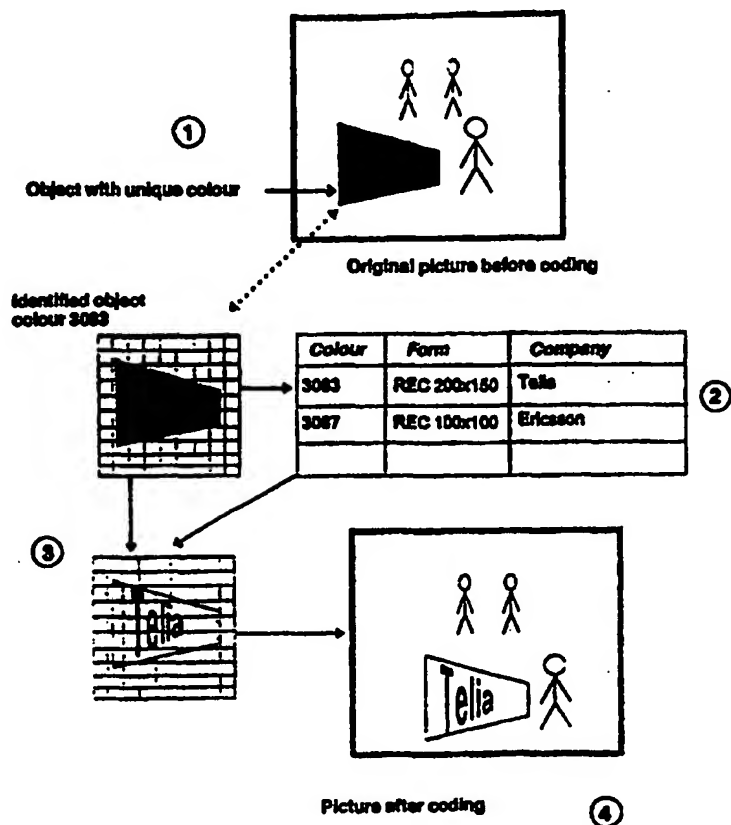 1
Object with unique colour
Original picture before coding
Identified object
colour 3083
Colour Form Company
3083 REC 200x150 Telia
3087 REC 100x100 Ericsson
2
3
Telia
Telia
Picture after coding
4